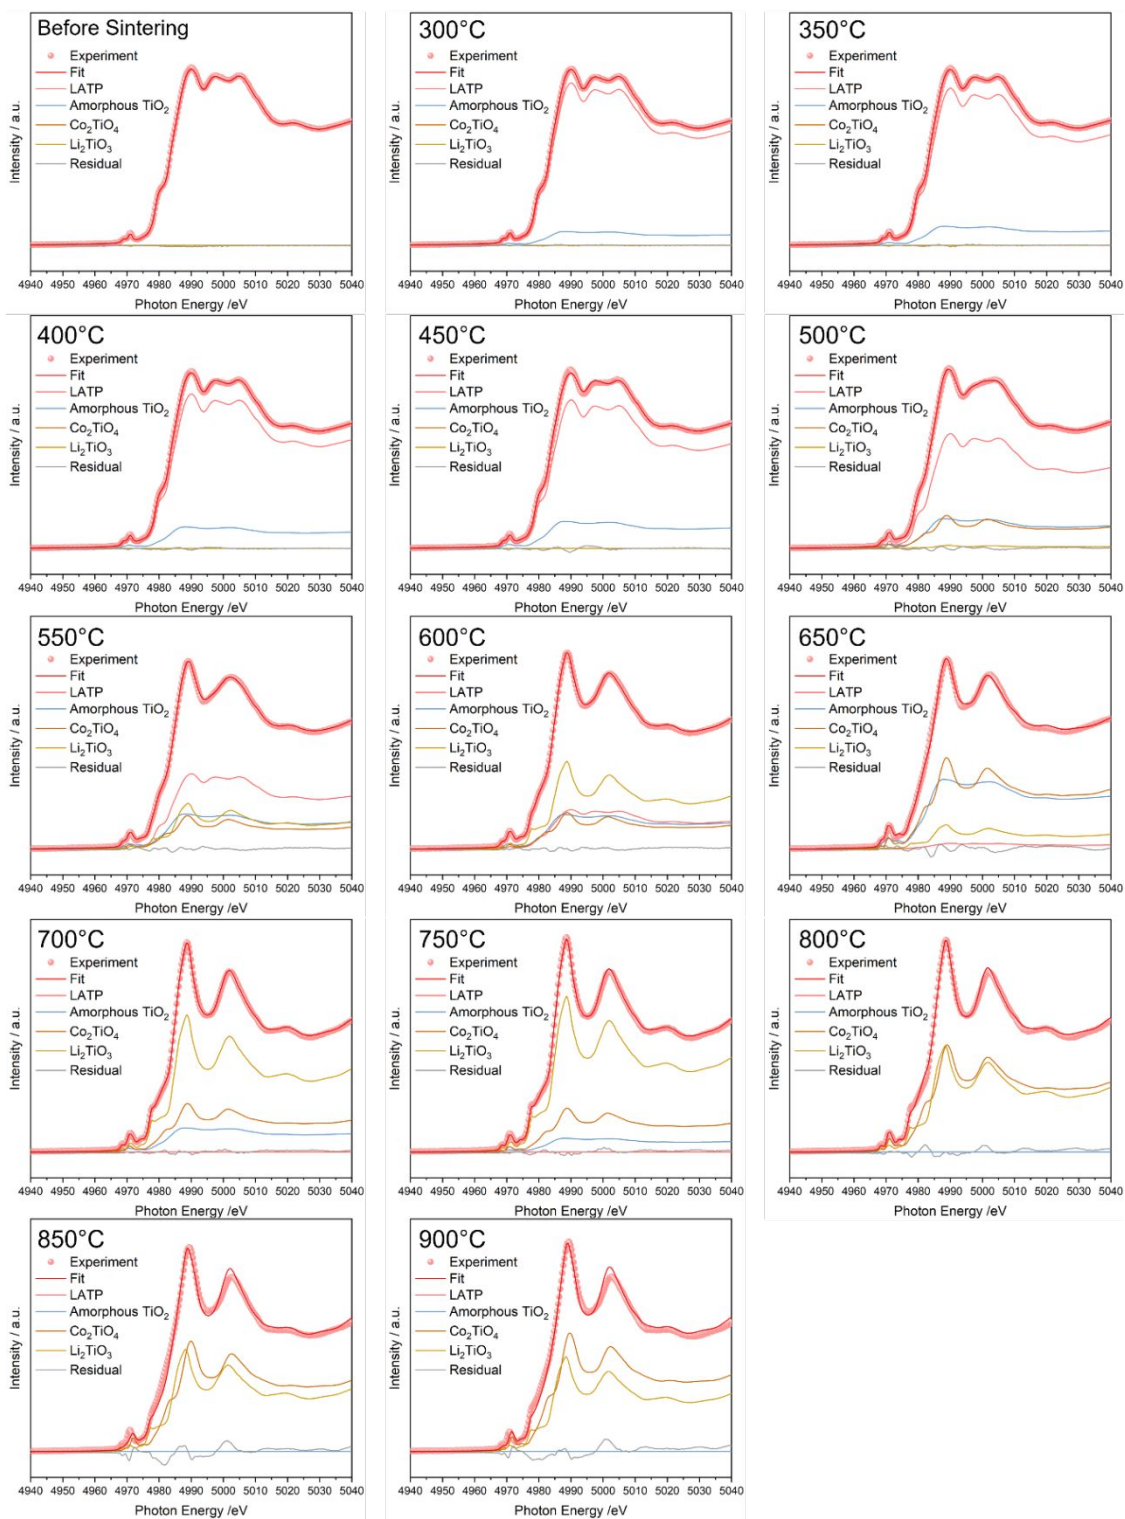 Before Sintering
Experiment
Fit
LATP
Amorphous TiO₂
Co₂TiO₄
Li₂TiO₃
Residual
Intensity / a.u.
4940 4950 4960 4970 4980 4990 5000 5010 5020 5030 5040
Photon Energy /eV
300°C
Experiment
Fit
LATP
Amorphous TiO₂
Co₂TiO₄
Li₂TiO₃
Residual
Intensity / a.u.
4940 4950 4960 4970 4980 4990 5000 5010 5020 5030 5040
Photon Energy /eV
350°C
Experiment
Fit
LATP
Amorphous TiO₂
Co₂TiO₄
Li₂TiO₃
Residual
Intensity / a.u.
4940 4950 4960 4970 4980 4990 5000 5010 5020 5030 5040
Photon Energy /eV
400°C
Experiment
Fit
LATP
Amorphous TiO₂
Co₂TiO₄
Li₂TiO₃
Residual
Intensity / a.u.
4940 4950 4960 4970 4980 4990 5000 5010 5020 5030 5040
Photon Energy /eV
450°C
Experiment
Fit
LATP
Amorphous TiO₂
Co₂TiO₄
Li₂TiO₃
Residual
Intensity / a.u.
4940 4950 4960 4970 4980 4990 5000 5010 5020 5030 5040
Photon Energy /eV
500°C
Experiment
Fit
LATP
Amorphous TiO₂
Co₂TiO₄
Li₂TiO₃
Residual
Intensity / a.u.
4940 4950 4960 4970 4980 4990 5000 5010 5020 5030 5040
Photon Energy /eV
550°C
Experiment
Fit
LATP
Amorphous TiO₂
Co₂TiO₄
Li₂TiO₃
Residual
Intensity / a.u.
4940 4950 4960 4970 4980 4990 5000 5010 5020 5030 5040
Photon Energy /eV
600°C
Experiment
Fit
LATP
Amorphous TiO₂
Co₂TiO₄
Li₂TiO₃
Residual
Intensity / a.u.
4940 4950 4960 4970 4980 4990 5000 5010 5020 5030 5040
Photon Energy /eV
650°C
Experiment
Fit
LATP
Amorphous TiO₂
Co₂TiO₄
Li₂TiO₃
Residual
Intensity / a.u.
4940 4950 4960 4970 4980 4990 5000 5010 5020 5030 5040
Photon Energy /eV
700°C
Experiment
Fit
LATP
Amorphous TiO₂
Co₂TiO₄
Li₂TiO₃
Residual
Intensity / a.u.
4940 4950 4960 4970 4980 4990 5000 5010 5020 5030 5040
Photon Energy /eV
750°C
Experiment
Fit
LATP
Amorphous TiO₂
Co₂TiO₄
Li₂TiO₃
Residual
Intensity / a.u.
4940 4950 4960 4970 4980 4990 5000 5010 5020 5030 5040
Photon Energy /eV
800°C
Experiment
Fit
LATP
Amorphous TiO₂
Co₂TiO₄
Li₂TiO₃
Residual
Intensity / a.u.
4940 4950 4960 4970 4980 4990 5000 5010 5020 5030 5040
Photon Energy /eV
850°C
Experiment
Fit
LATP
Amorphous TiO₂
Co₂TiO₄
Li₂TiO₃
Residual
Intensity / a.u.
4940 4950 4960 4970 4980 4990 5000 5010 5020 5030 5040
Photon Energy /eV
900°C
Experiment
Fit
LATP
Amorphous TiO₂
Co₂TiO₄
Li₂TiO₃
Residual
Intensity / a.u.
4940 4950 4960 4970 4980 4990 5000 5010 5020 5030 5040
Photon Energy /eV